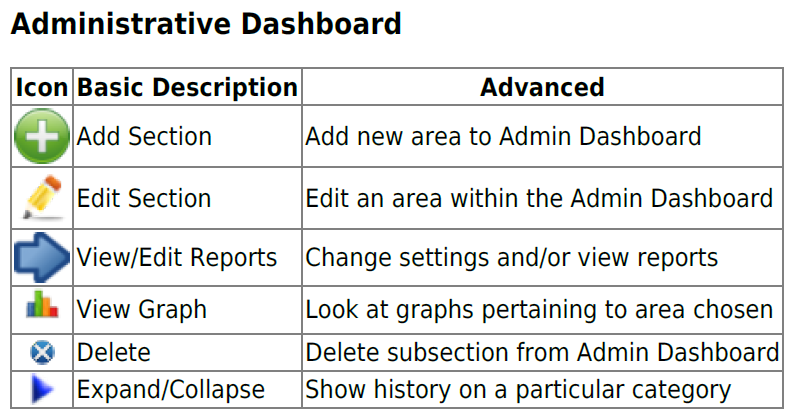 Administrative Dashboard
Icon Basic Description Advanced
Add Section Add new area to Admin Dashboard
Edit Section Edit an area within the Admin Dashboard
View/Edit Reports Change settings and/or view reports
View Graph Look at graphs pertaining to area chosen
Delete Delete subsection from Admin Dashboard
Expand/Collapse Show history on a particular category